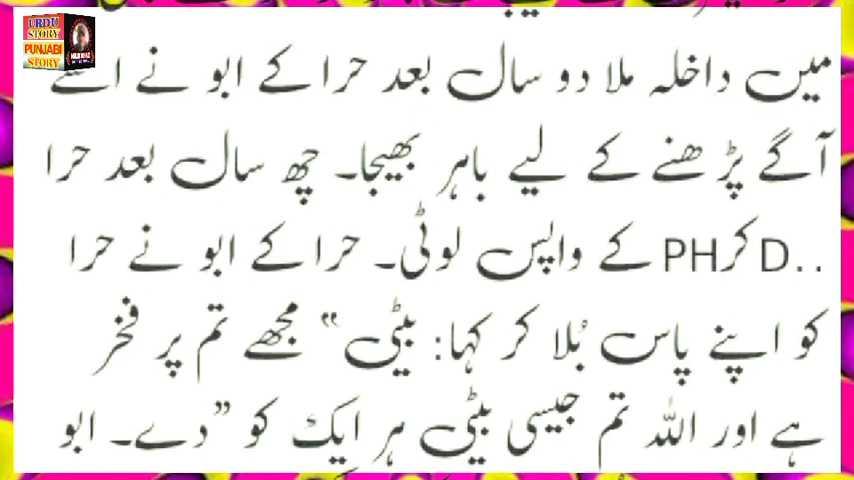 URDU
STORY
PUNJABI
STORY
میں داخلہ ملا دو سال بعد حرا کے ابو نے اسے
آگے پڑھنے کے لیے باہر بھیجا۔ چھ سال بعد حرا
PHکر D.. کے واپس لوٹی۔ حرا کے ابو نے حرا
کو اپنے پاس بُلا کر کہا: بیٹی“ مجھے تم پر فخر
ہے اور اللہ تم جیسی بیٹی ہر ایک کو ”دے۔ ابو